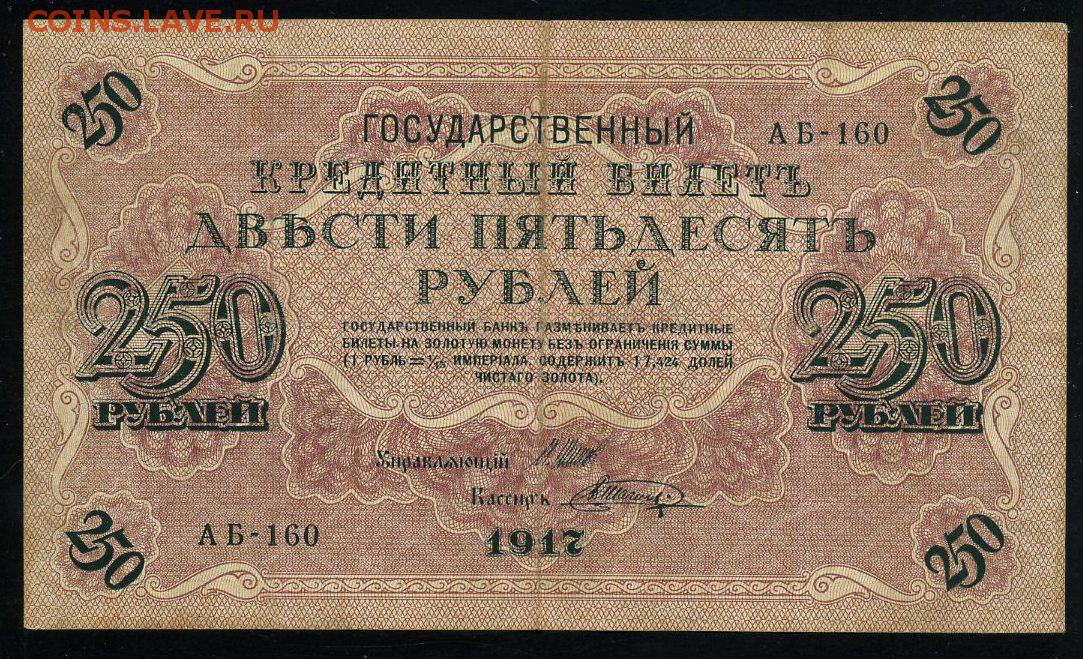 COINS.LAVE.RU
250
250
ГОСУДАРСТВЕННЫЙ
АБ-160
КРЕДИТНЫЙ БИЛЕТЪ
ДВѢСТИ ПЯТЬДЕСЯТЪ
РУБЛЕЙ
250
РУБЛЕЙ
250
РУБЛЕЙ
ГОСУДАРСТВЕННЫЙ БАНКЪ РАЗМѢНИВАЕТЪ КРЕДИТНЫЕ
БИЛЕТЫ НА ЗОЛОТУЮ МОНЕТУ БЕЗЪ ОГРАНИЧЕНІЯ СУММЫ
(1 РУБЛЬ = 1/15 ИМПЕРІАЛА, СОДЕРЖИТЪ 17,424 ДОЛЕЙ
ЧИСТАГО ЗОЛОТА).
Управляющій
Кассиръ
АБ-160
1917
250
250